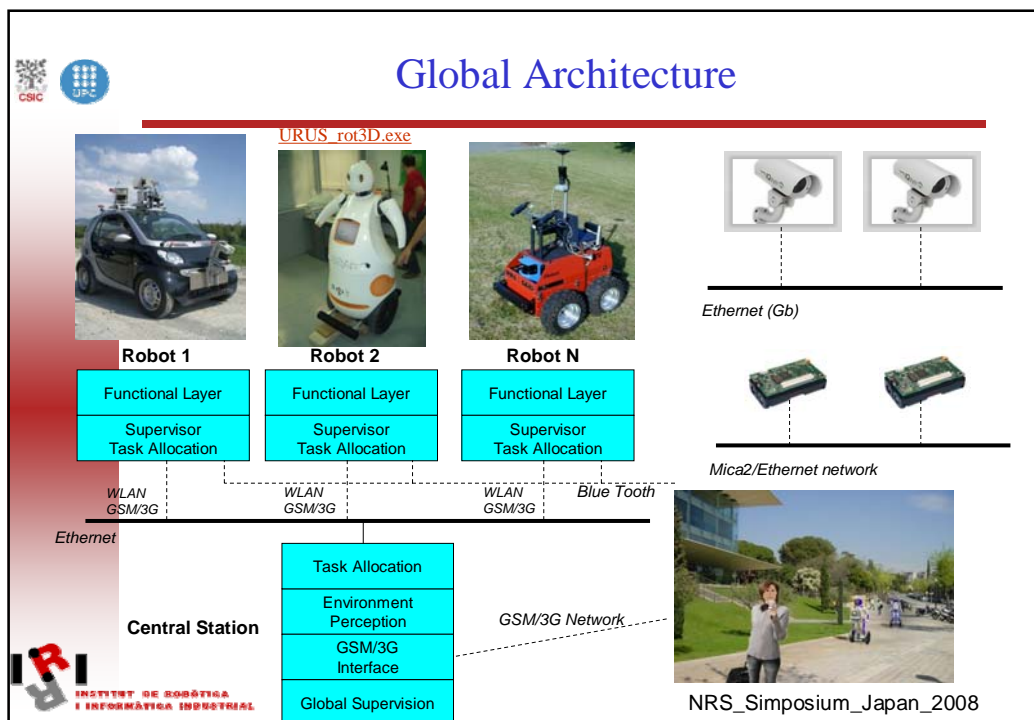 CSIC
UPC
Global Architecture
URUS_rot3D.exe
Robot 1
Robot 2
Robot N
Functional Layer
Functional Layer
Functional Layer
Supervisor
Task Allocation
Supervisor
Task Allocation
Supervisor
Task Allocation
Ethernet (Gb)
Mica2/Ethernet network
WLAN
GSM/3G
WLAN
GSM/3G
WLAN
GSM/3G
Blue Tooth
Ethernet
Central Station
Task Allocation
Environment
Perception
GSM/3G
Interface
Global Supervision
GSM/3G Network
IRI
INSTITUT DE ROBÒTICA
I INFORMÀTICA INDUSTRIAL
NRS_Simposium_Japan_2008